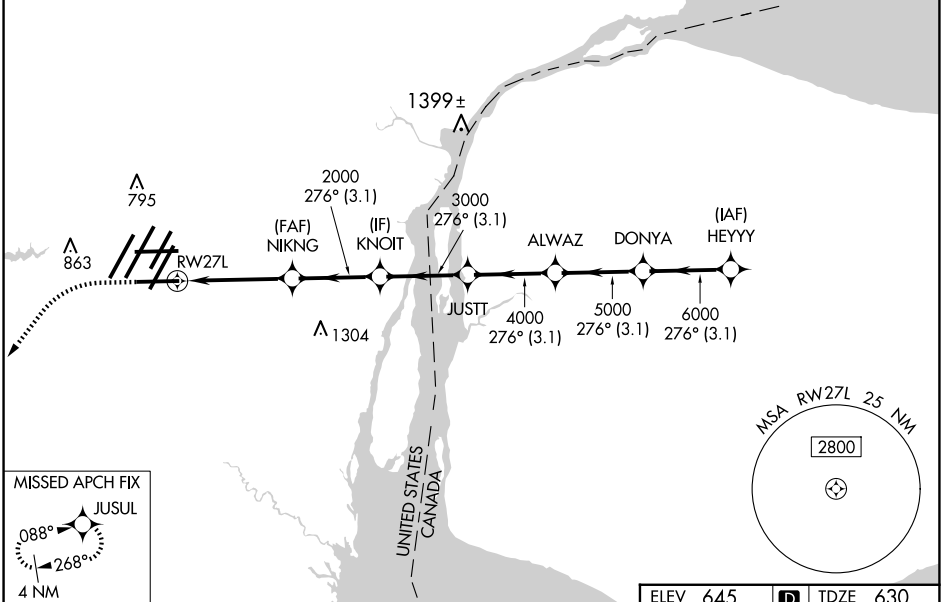 1399 ±
795
863
RW27L
(FAF)
NIKNG
2000
276° (3.1)
(IF)
KNOIT
3000
276° (3.1)
JUSTT
ALWAZ
4000
276° (3.1)
DONYA
5000
276° (3.1)
(IAF)
HEYYY
6000
276° (3.1)
1304
MSA RW27L 25 NM
2800
UNITED STATES
CANADA
MISSED APCH FIX
JUSUL
088°
268°
4 NM
ELEV 645
D
TDZE 630